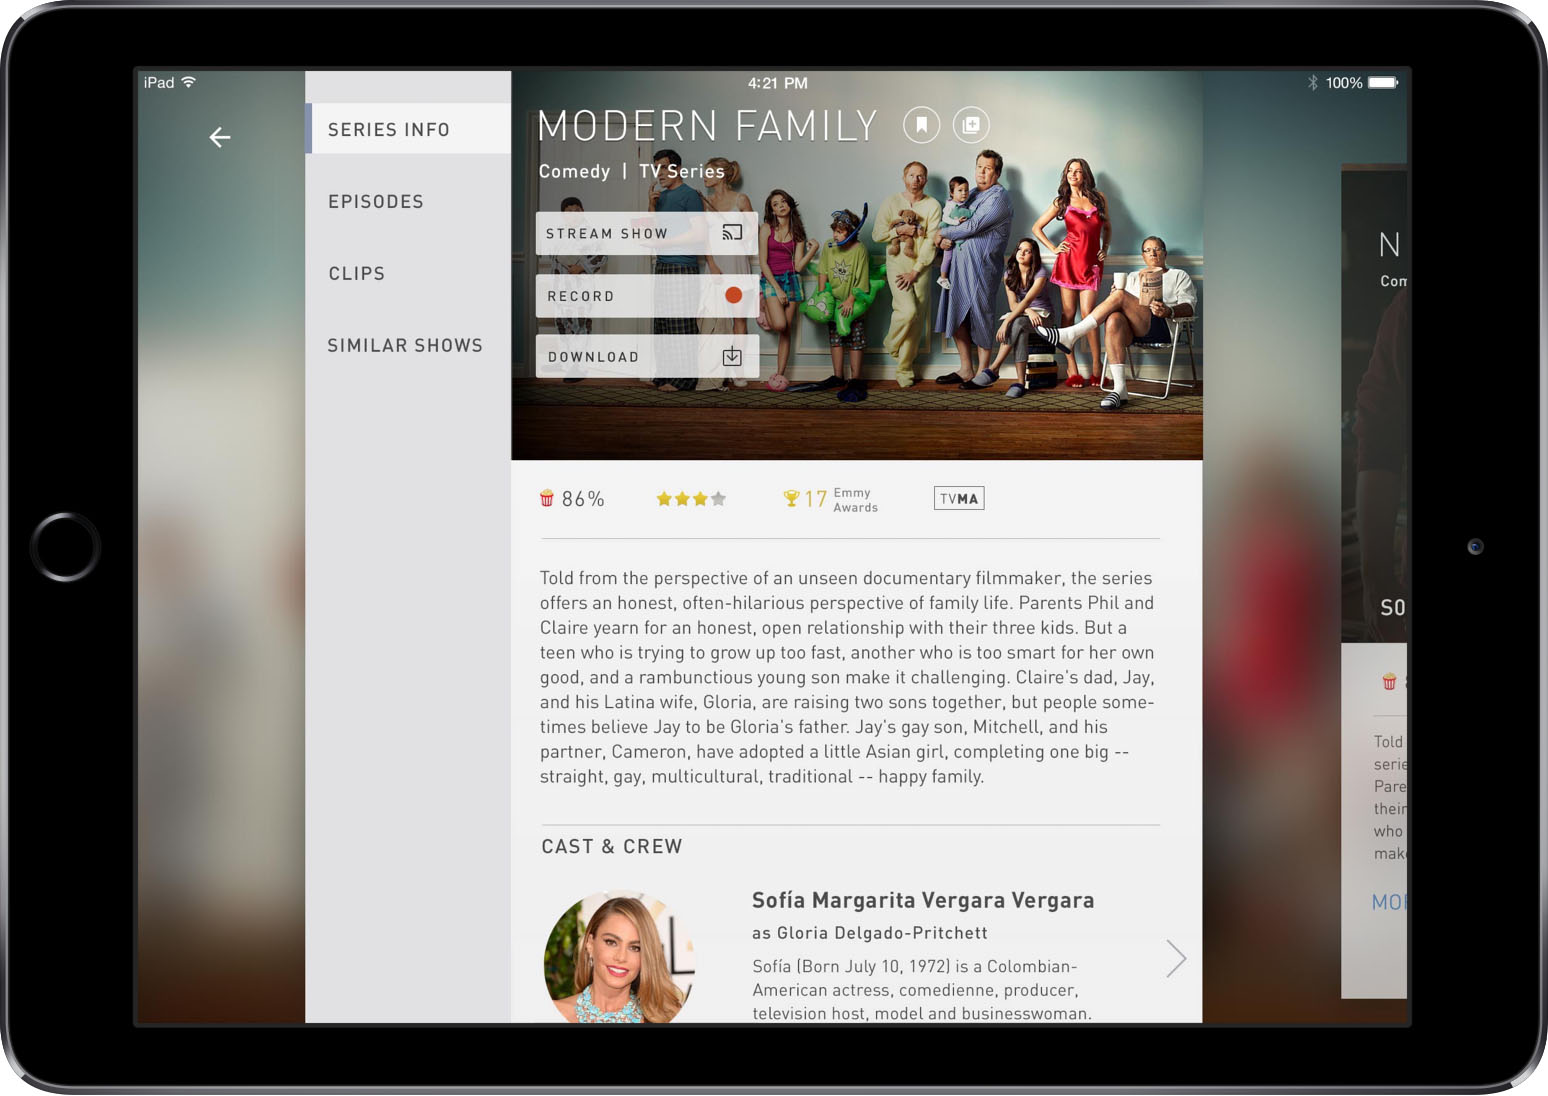 iPad
4:21 PM
100%
SERIES INFO
EPISODES
CLIPS
SIMILAR SHOWS
MODERN FAMILY
Comedy | TV Series
STREAM SHOW
RECORD
DOWNLOAD
86%
17 Emmy
Awards
TVMA
Told from the perspective of an unseen documentary filmmaker, the series
offers an honest, often-hilarious perspective of family life. Parents Phil and
Claire yearn for an honest, open relationship with their three kids. But a
teen who is trying to grow up too fast, another who is too smart for her own
good, and a rambunctious young son make it challenging. Claire's dad, Jay,
and his Latina wife, Gloria, are raising two sons together, but people some-
times believe Jay to be Gloria's father. Jay's gay son, Mitchell, and his
partner, Cameron, have adopted a little Asian girl, completing one big --
straight, gay, multicultural, traditional -- happy family.
CAST & CREW
Sofía Margarita Vergara Vergara
as Gloria Delgado-Pritchett
Sofía (Born July 10, 1972) is a Colombian-
American actress, comedienne, producer,
television host, model and businesswoman.
N
Com
SO
Told
serie
Pare
their
who
mak